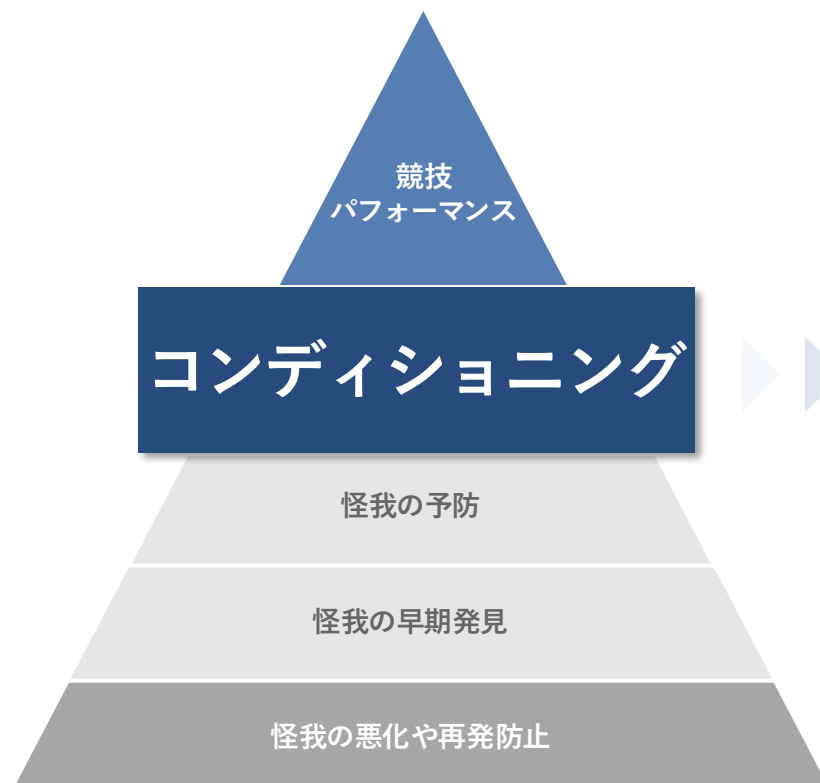 競技
パフォーマンス
コンディショニング
怪我の予防
怪我の早期発見
怪我の悪化や再発防止